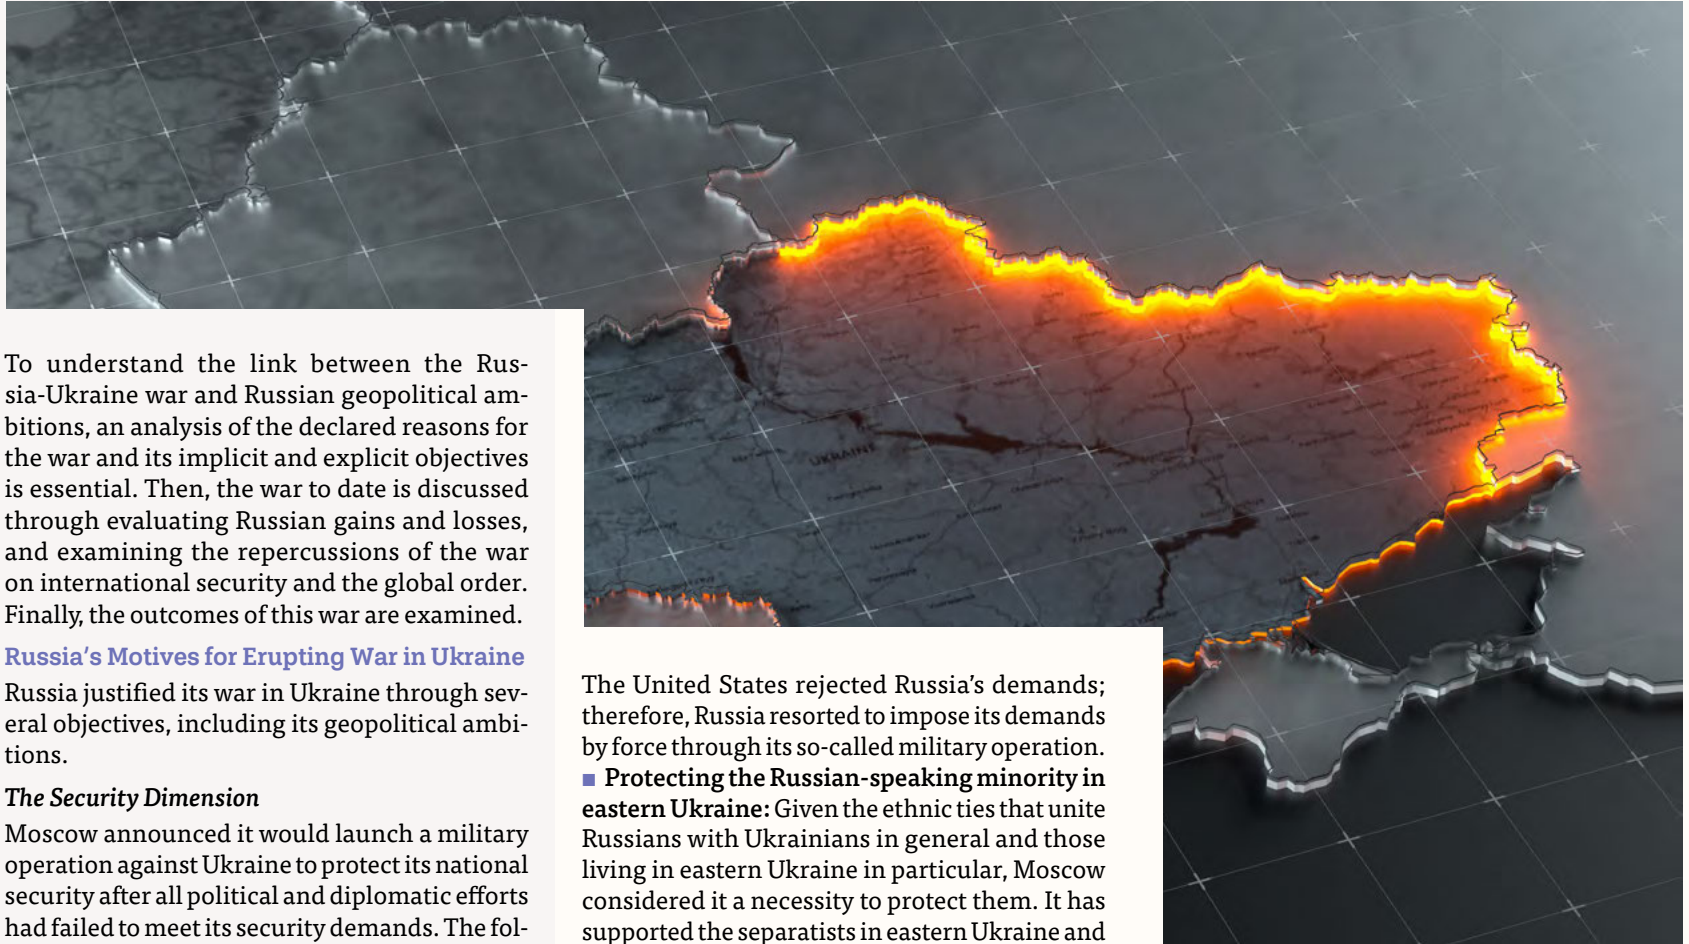 To understand the link between the Rus-
sia-Ukraine war and Russian geopolitical am-
bitions, an analysis of the declared reasons for
the war and its implicit and explicit objectives
is essential. Then, the war to date is discussed
through evaluating Russian gains and losses,
and examining the repercussions of the war
on international security and the global order.
Finally, the outcomes of this war are examined.
Russia's Motives for Erupting War in Ukraine
Russia justified its war in Ukraine through sev-
eral objectives, including its geopolitical ambi-
tions.
The Security Dimension
Moscow announced it would launch a military
operation against Ukraine to protect its national
security after all political and diplomatic efforts
had failed to meet its security demands. The fol-
The United States rejected Russia's demands;
therefore, Russia resorted to impose its demands
by force through its so-called military operation.
■ Protecting the Russian-speaking minority in
eastern Ukraine: Given the ethnic ties that unite
Russians with Ukrainians in general and those
living in eastern Ukraine in particular, Moscow
considered it a necessity to protect them. It has
supported the separatists in eastern Ukraine and
UKRAINE